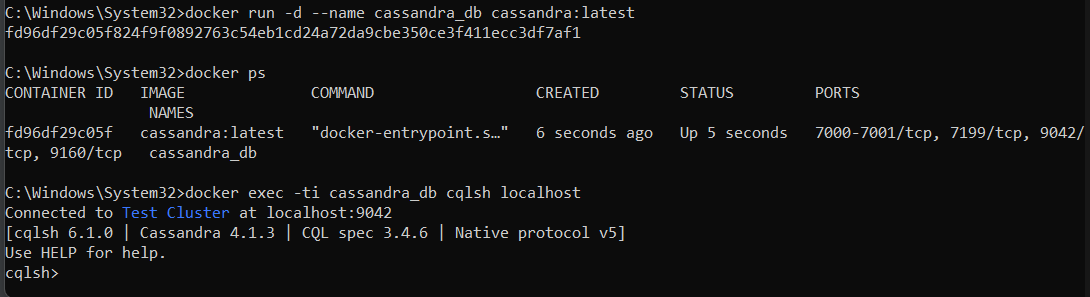 C:\Windows\System32>docker run -d --name cassandra_db cassandra:latest
fd96df29c05f824f9f0892763c54eb1cd24a72da9cbe350ce3f411ecc3df7af1
C:\Windows\System32>docker ps
CONTAINER ID   IMAGE              COMMAND                  CREATED         STATUS         PORTS
NAMES
fd96df29c05f   cassandra:latest   "docker-entrypoint.s…"   6 seconds ago   Up 5 seconds   7000-7001/tcp, 7199/tcp, 9042/
tcp, 9160/tcp   cassandra_db
C:\Windows\System32>docker exec -ti cassandra_db cqlsh localhost
Connected to Test Cluster at localhost:9042
[cqlsh 6.1.0 | Cassandra 4.1.3 | CQL spec 3.4.6 | Native protocol v5]
Use HELP for help.
cqlsh>